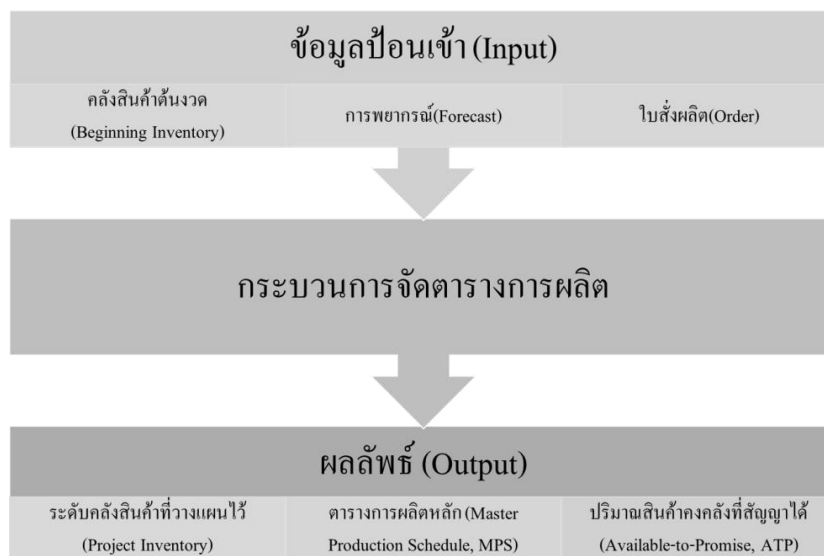 ข้อมูลป้อนเข้า (Input)
คลังสินค้าต้นงวด
(Beginning Inventory)
การพยากรณ์(Forecast)
ใบสั่งผลิต(Order)
กระบวนการจัดตารางการผลิต
ผลลัพธ์ (Output)
ระดับคลังสินค้าที่วางแผนไว้
(Project Inventory)
ตารางการผลิตหลัก (Master
Production Schedule, MPS)
ปริมาณสินค้าคงคลังที่สัญญาได้
(Available-to-Promise, ATP)